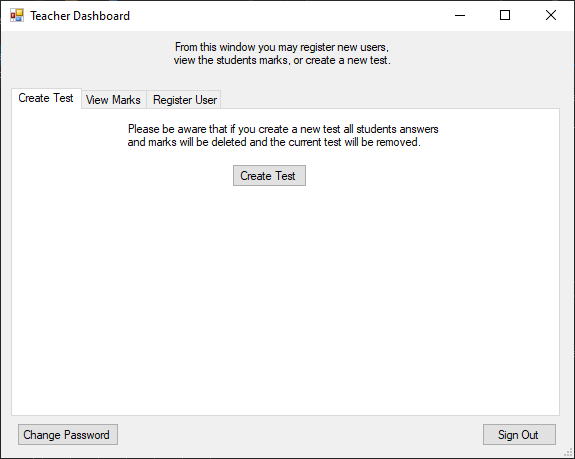 Teacher Dashboard
From this window you may register new users,
view the students marks, or create a new test.
Create Test
View Marks
Register User
Please be aware that if you create a new test all students answers
and marks will be deleted and the current test will be removed.
Create Test
Change Password
Sign Out